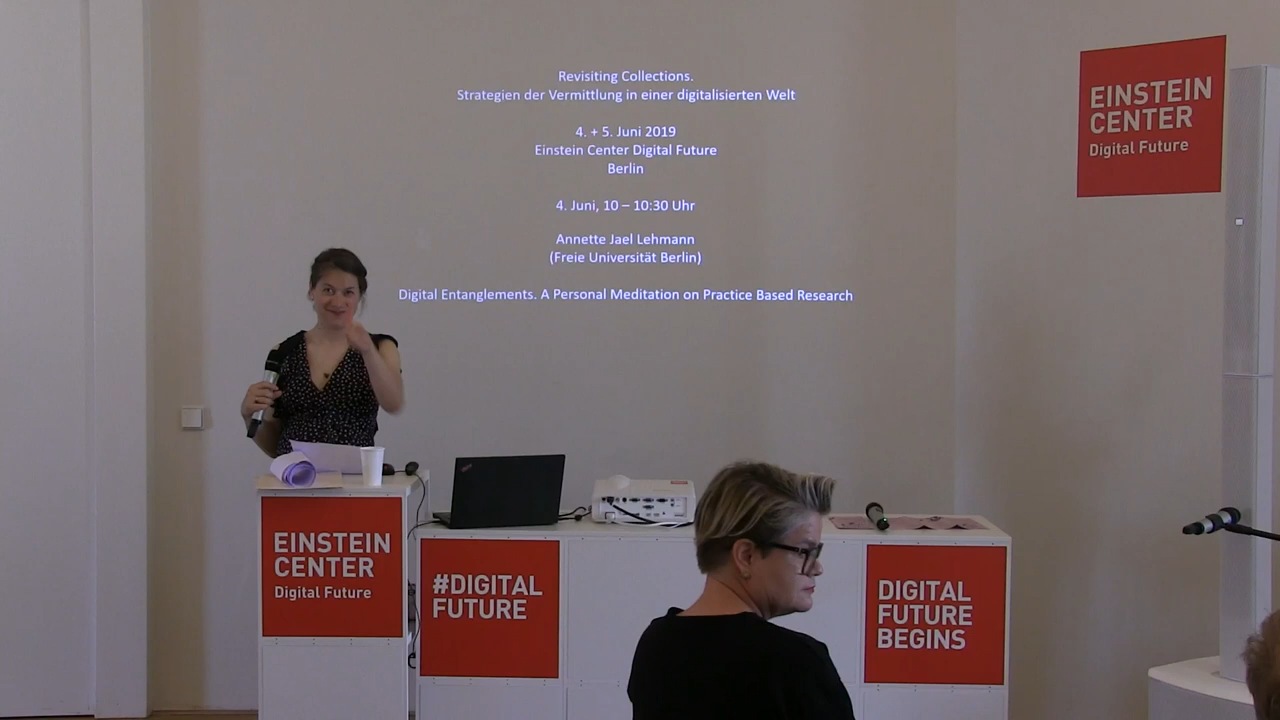 Revisiting Collections.
Strategien der Vermittlung in einer digitalisierten Welt
4. + 5. Juni 2019
Einstein Center Digital Future
Berlin
4. Juni, 10 – 10:30 Uhr
Annette Jael Lehmann
(Freie Universität Berlin)
Digital Entanglements. A Personal Meditation on Practice Based Research
EINSTEIN
CENTER
Digital Future
EINSTEIN
CENTER
Digital Future
#DIGITAL
FUTURE
DIGITAL
FUTURE
BEGINS